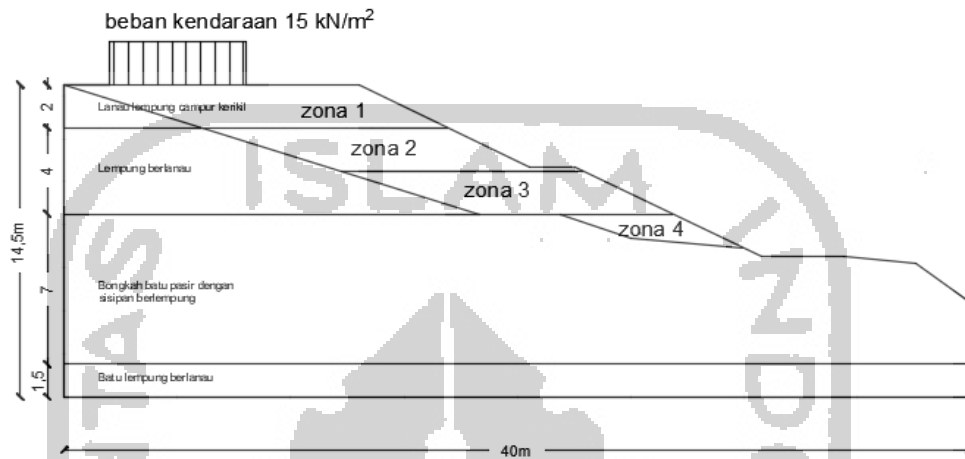 beban kendaraan 15 kN/m²
2
Lanau lempung campur kerikil
zona 1
ISLAM
zona 2
4
Lempung berlanau
zona 3
zona 4
14,5m
7
Bongkah batu pasir dengan
sisipan berlempung
1,5
Batu lempung berlanau
40m